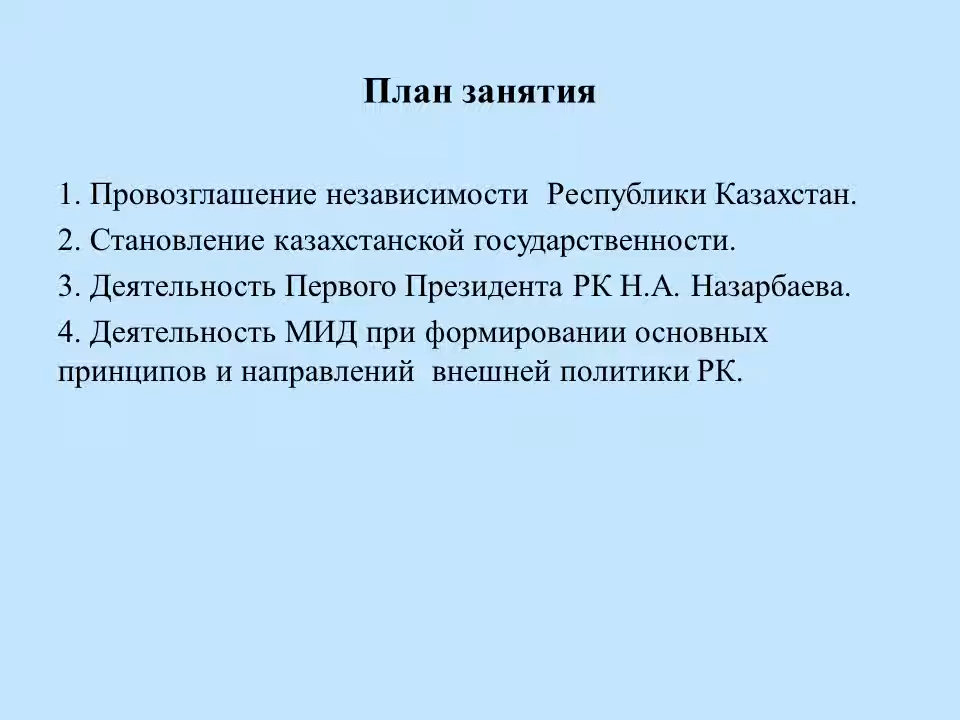 План занятия
1. Провозглашение независимости  Республики Казахстан.
2. Становление казахстанской государственности.
3. Деятельность Первого Президента РК Н.А. Назарбаева.
4. Деятельность МИД при формировании основных
принципов и направлений  внешней политики РК.